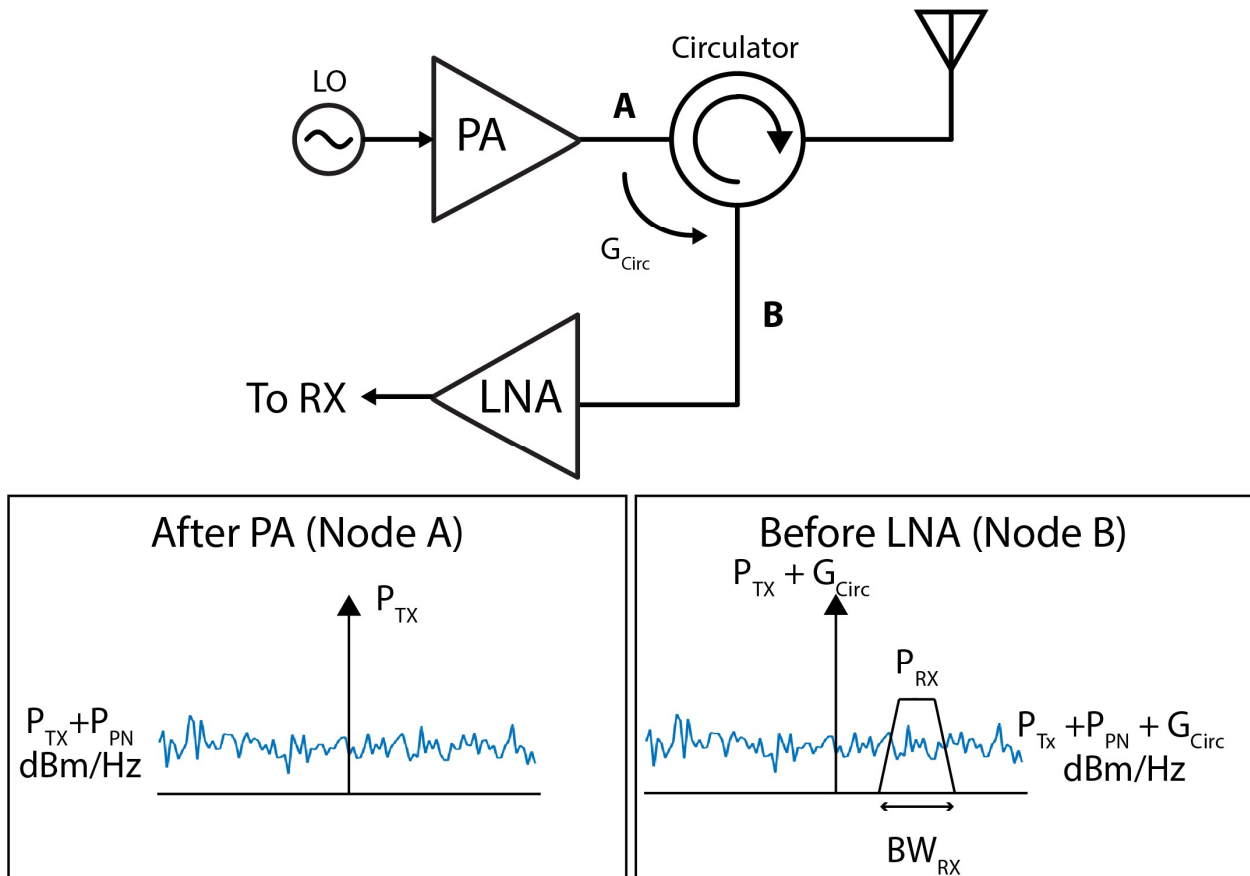 Circulator
LO
A
PA
G_Circ
B
To RX
LNA
After PA (Node A)
P_TX
P_TX+P_PN
dBm/Hz
Before LNA (Node B)
P_TX + G_Circ
P_RX
P_Tx +P_PN + G_Circ
dBm/Hz
BW_RX